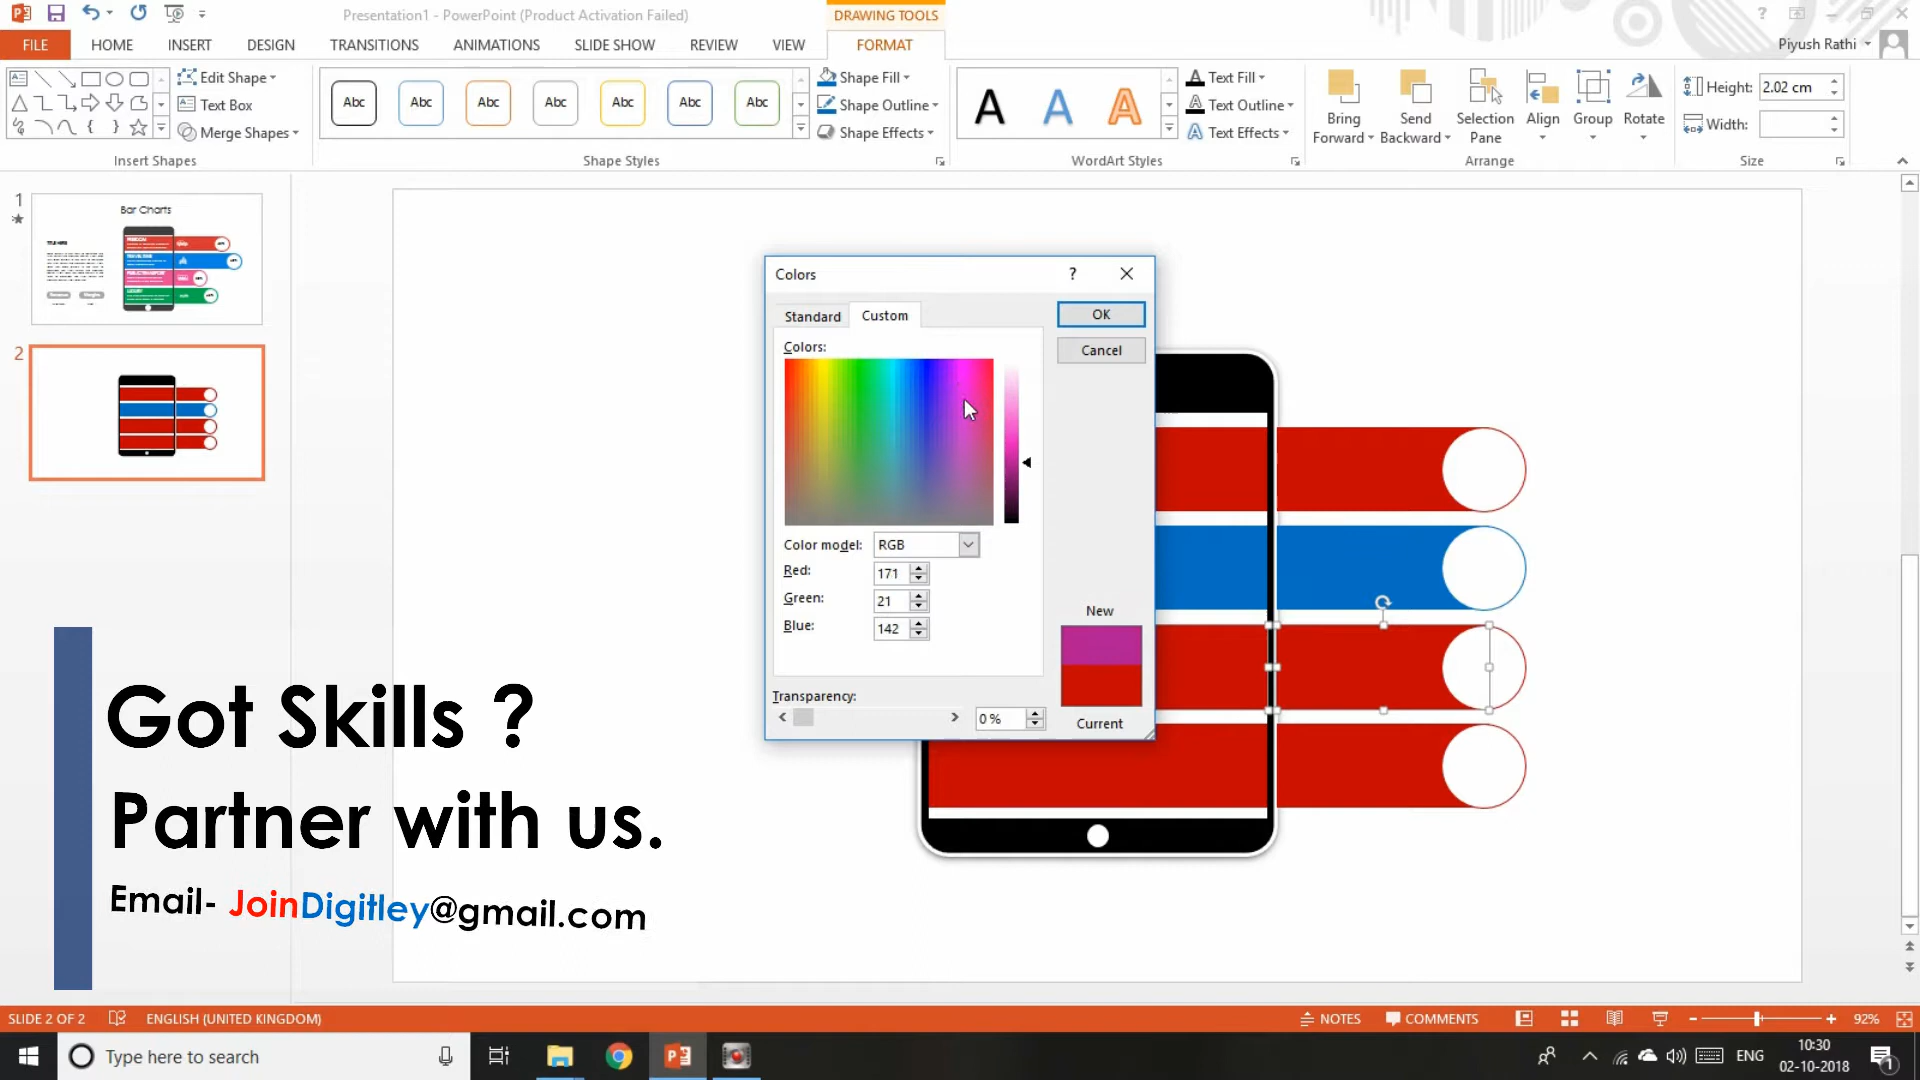 Presentation1 - PowerPoint (Product Activation Failed)
DRAWING TOOLS
FILE
HOME
INSERT
DESIGN
TRANSITIONS
ANIMATIONS
SLIDE SHOW
REVIEW
VIEW
FORMAT
Piyush Rathi
Edit Shape
Text Box
Merge Shapes
Insert Shapes
Abc Abc Abc Abc Abc Abc Abc
Shape Styles
Shape Fill
Shape Outline
Shape Effects
A A A
WordArt Styles
Text Fill
Text Outline
Text Effects
Bring Forward
Send Backward
Selection Pane
Align
Group
Rotate
Arrange
Height: 2.02 cm
Width:
Size
1
Bar Charts
2
Colors
?
Standard
Custom
OK
Cancel
Colors:
Color model: RGB
Red: 171
Green: 21
Blue: 142
New
Current
Transparency:
0 %
Got Skills ?
Partner with us.
Email- JoinDigitley@gmail.com
SLIDE 2 OF 2
ENGLISH (UNITED KINGDOM)
NOTES
COMMENTS
92%
Type here to search
ENG
10:30
02-10-2018
1